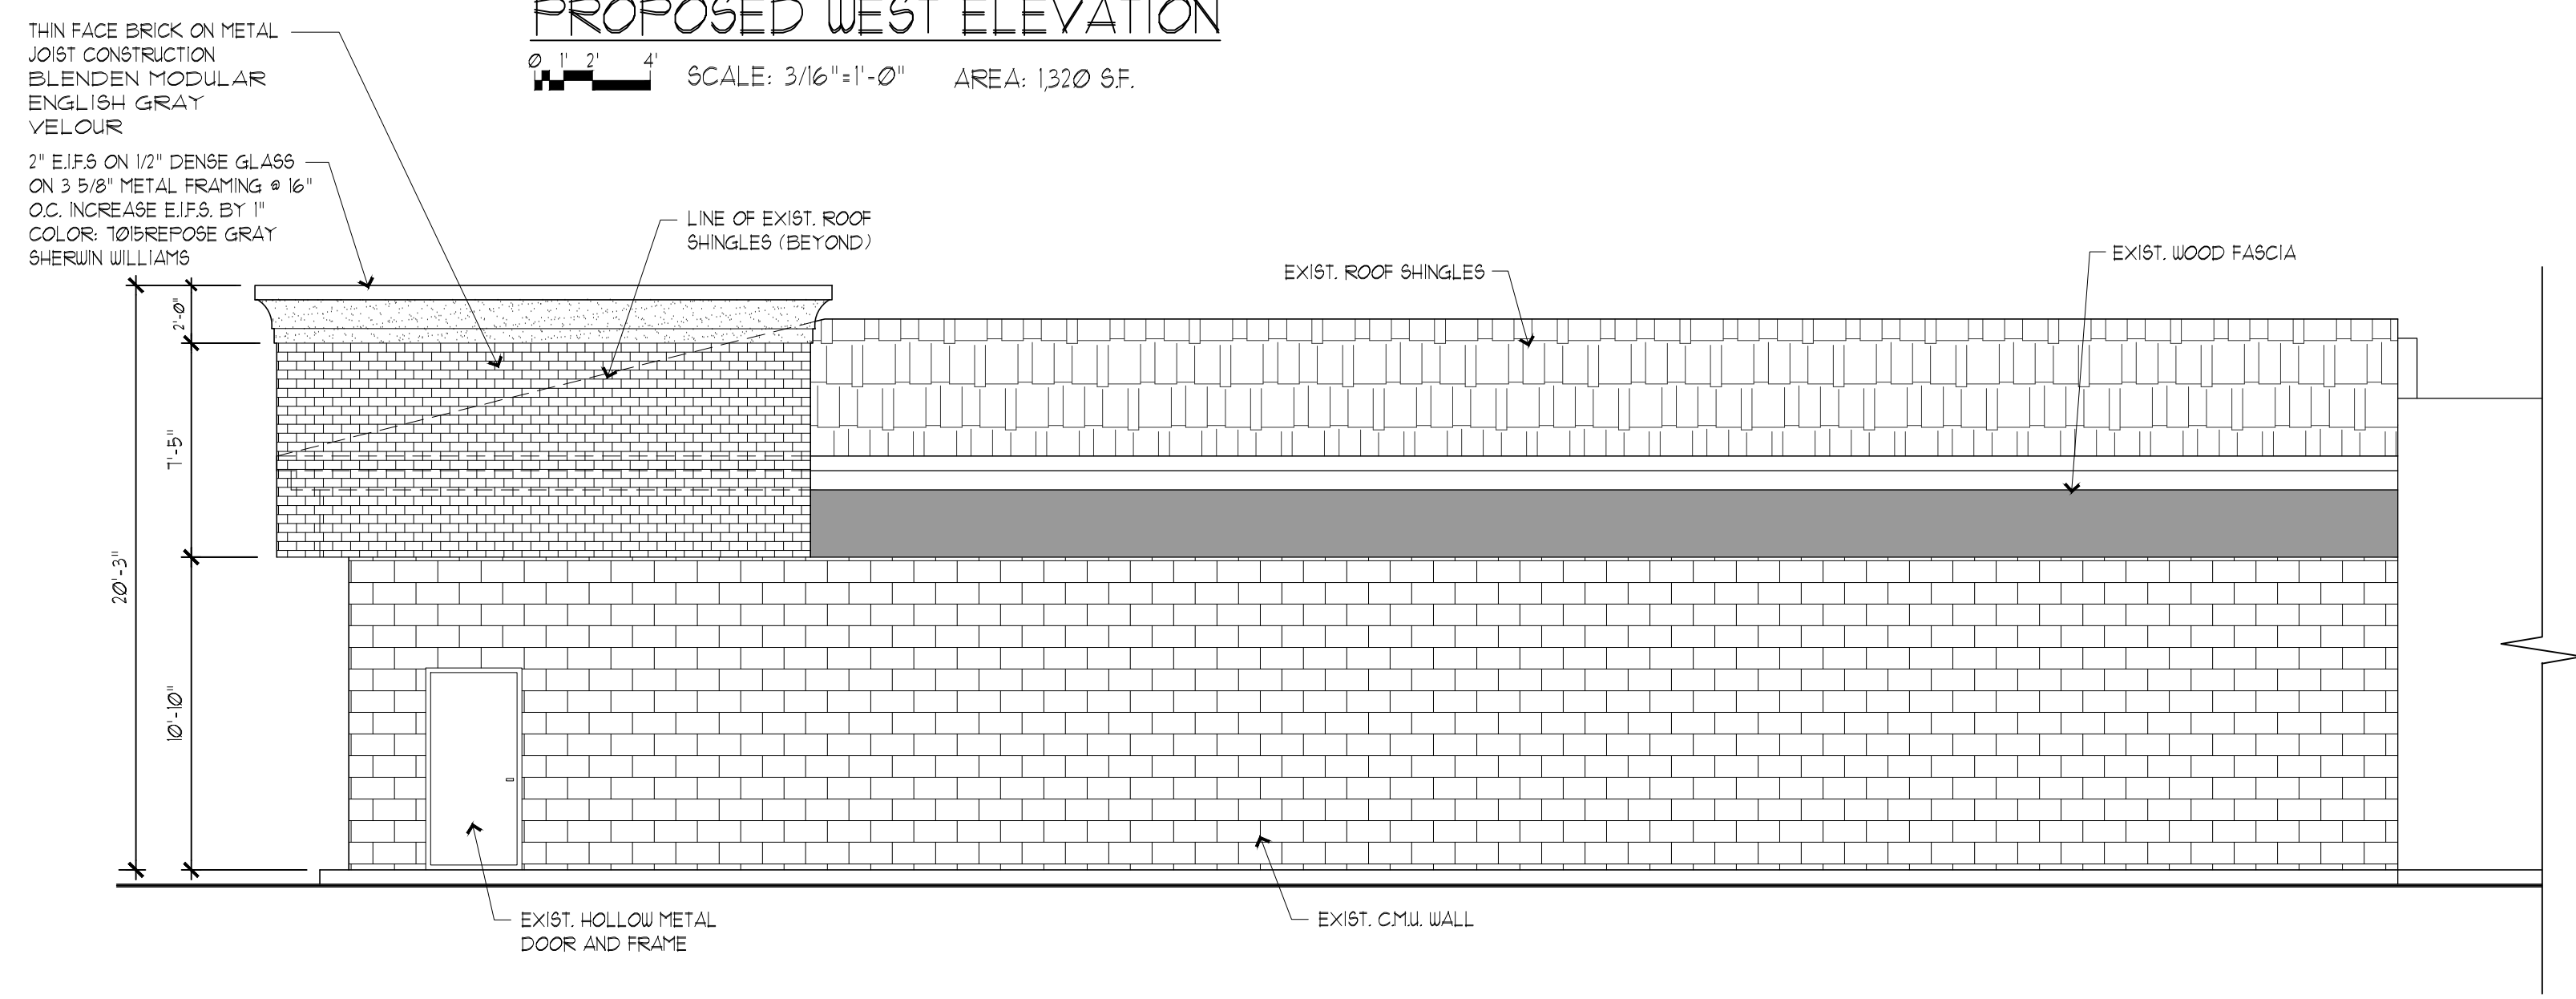 PROPOSED WEST ELEVATION
0 1' 2' 4'
SCALE: 3/16"=1'-0" AREA: 1,320 S.F.
THIN FACE BRICK ON METAL
JOIST CONSTRUCTION
BLENDEN MODULAR
ENGLISH GRAY
VELOUR
2" E.I.F.S ON 1/2" DENSE GLASS
ON 3 5/8" METAL FRAMING @ 16"
O.C. INCREASE E.I.F.S. BY 1"
COLOR: 7015REPOSE GRAY
SHERWIN WILLIAMS
LINE OF EXIST. ROOF
SHINGLES (BEYOND)
EXIST. ROOF SHINGLES
EXIST. WOOD FASCIA
2'-0"
7'-5"
20'-3"
10'-10"
EXIST. HOLLOW METAL
DOOR AND FRAME
EXIST. C.M.U. WALL